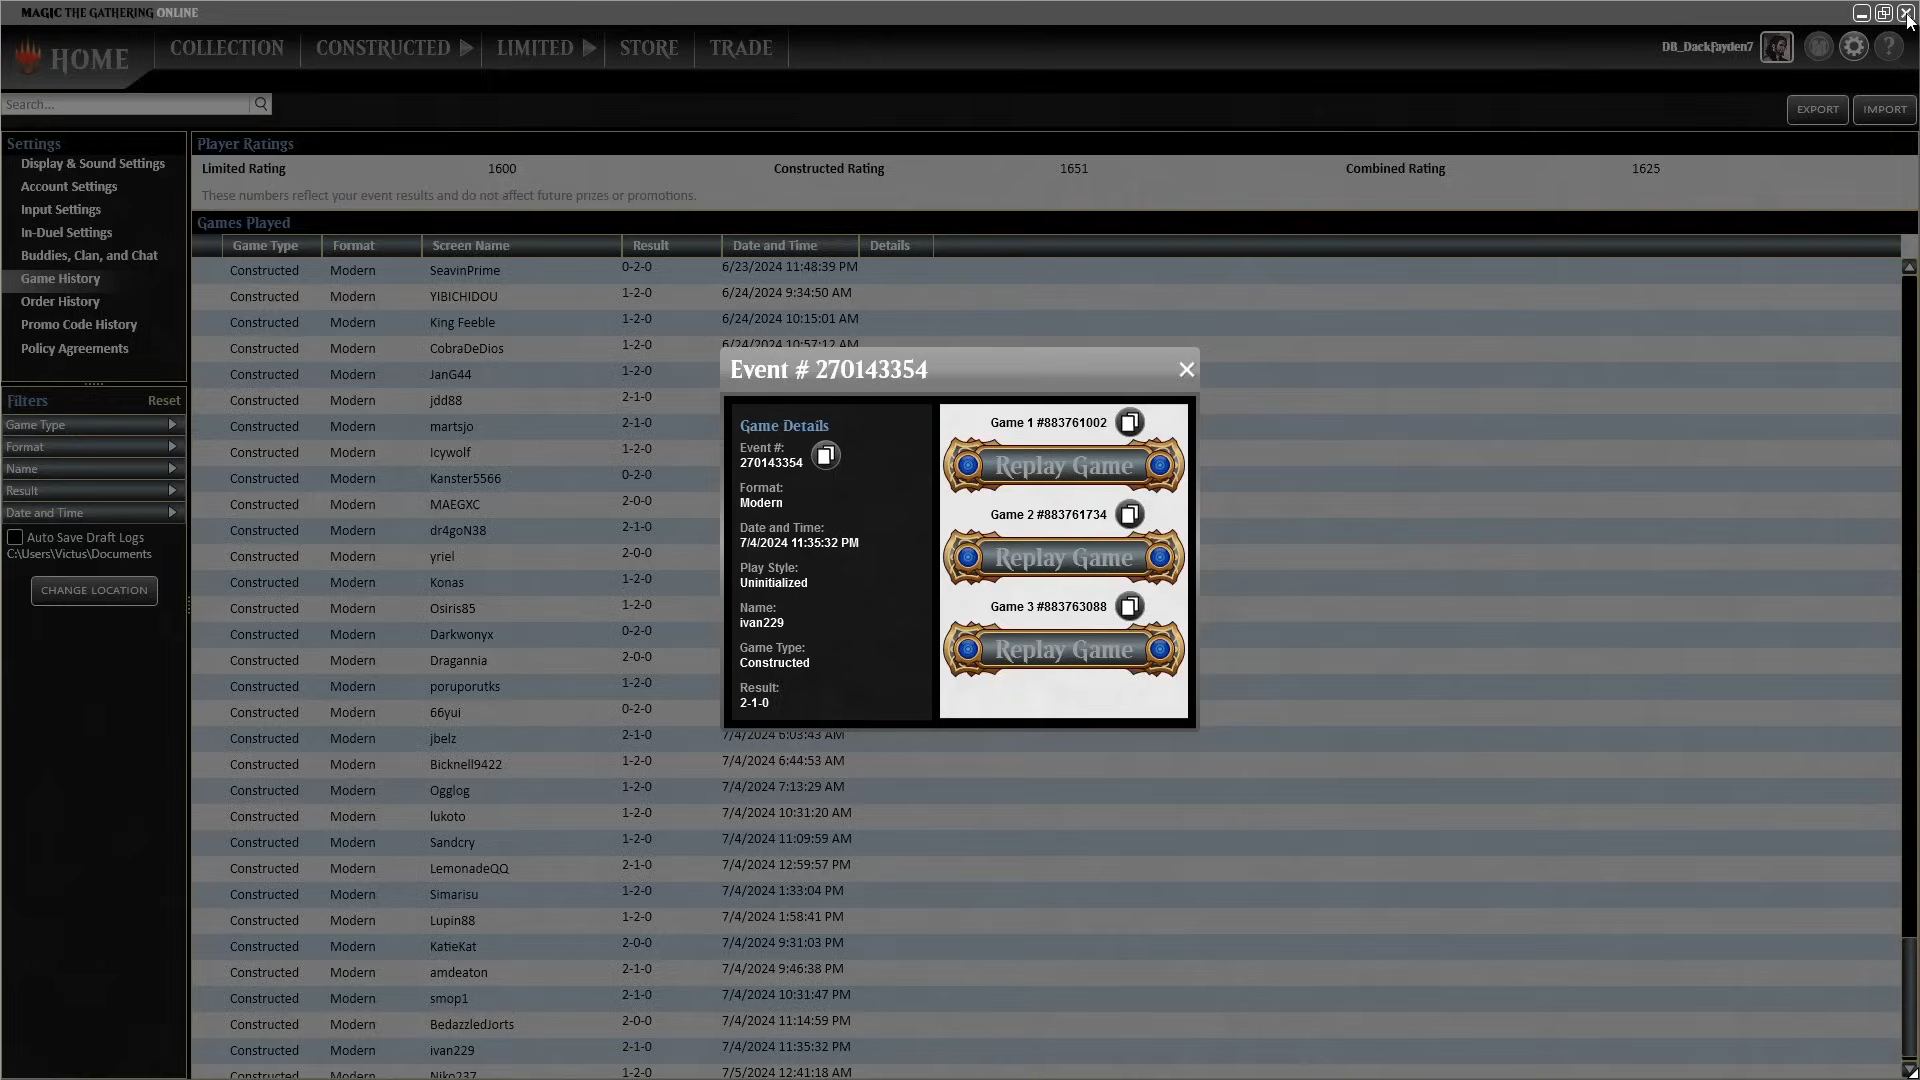 MAGIC THE GATHERING ONLINE
HOME
COLLECTION
CONSTRUCTED
LIMITED
STORE
TRADE
DB_DackFayden7
?
Search...
EXPORT
IMPORT
Settings
Display & Sound Settings
Account Settings
Input Settings
In-Duel Settings
Buddies, Clan, and Chat
Game History
Order History
Promo Code History
Policy Agreements
Filters Reset
Game Type
Format
Name
Result
Date and Time
Auto Save Draft Logs
C:\Users\Victus\Documents
CHANGE LOCATION
Player Ratings
Limited Rating 1600 Constructed Rating 1651 Combined Rating 1625
These numbers reflect your event results and do not affect future prizes or promotions.
Games Played
Game Type Format Screen Name Result Date and Time Details
Constructed Modern SeavinPrime 0-2-0 6/23/2024 11:48:39 PM
Constructed Modern YIBICHIDOU 1-2-0 6/24/2024 9:34:50 AM
Constructed Modern King Feeble 1-2-0 6/24/2024 10:15:01 AM
Constructed Modern CobraDeDios 1-2-0 6/24/2024 10:57:12 AM
Constructed Modern JanG44 1-2-0
Constructed Modern jdd88 2-1-0
Constructed Modern martsjo 2-1-0
Constructed Modern Icywolf 1-2-0
Constructed Modern Kanster5566 0-2-0
Constructed Modern MAEGXC 2-0-0
Constructed Modern dr4goN38 2-1-0
Constructed Modern yriel 2-0-0
Constructed Modern Konas 1-2-0
Constructed Modern Osiris85 1-2-0
Constructed Modern Darkwonyx 0-2-0
Constructed Modern Dragannia 2-0-0
Constructed Modern poruporutks 1-2-0
Constructed Modern 66yui 0-2-0
Constructed Modern jbelz 2-1-0 7/4/2024 6:03:43 AM
Constructed Modern Bicknell9422 1-2-0 7/4/2024 6:44:53 AM
Constructed Modern Ogglog 1-2-0 7/4/2024 7:13:29 AM
Constructed Modern lukoto 1-2-0 7/4/2024 10:31:20 AM
Constructed Modern Sandcry 1-2-0 7/4/2024 11:09:59 AM
Constructed Modern LemonadeQQ 2-1-0 7/4/2024 12:59:57 PM
Constructed Modern Simarisu 1-2-0 7/4/2024 1:33:04 PM
Constructed Modern Lupin88 1-2-0 7/4/2024 1:58:41 PM
Constructed Modern KatieKat 2-0-0 7/4/2024 9:31:03 PM
Constructed Modern amdeaton 2-1-0 7/4/2024 9:46:38 PM
Constructed Modern smop1 2-1-0 7/4/2024 10:31:47 PM
Constructed Modern BedazzledJorts 2-0-0 7/4/2024 11:14:59 PM
Constructed Modern ivan229 2-1-0 7/4/2024 11:35:32 PM
Constructed Modern Niko237 1-2-0 7/5/2024 12:41:18 AM
Event # 270143354
Game Details
Event #:
270143354
Format:
Modern
Date and Time:
7/4/2024 11:35:32 PM
Play Style:
Uninitialized
Name:
ivan229
Game Type:
Constructed
Result:
2-1-0
Game 1 #883761002
Replay Game
Game 2 #883761734
Replay Game
Game 3 #883763088
Replay Game